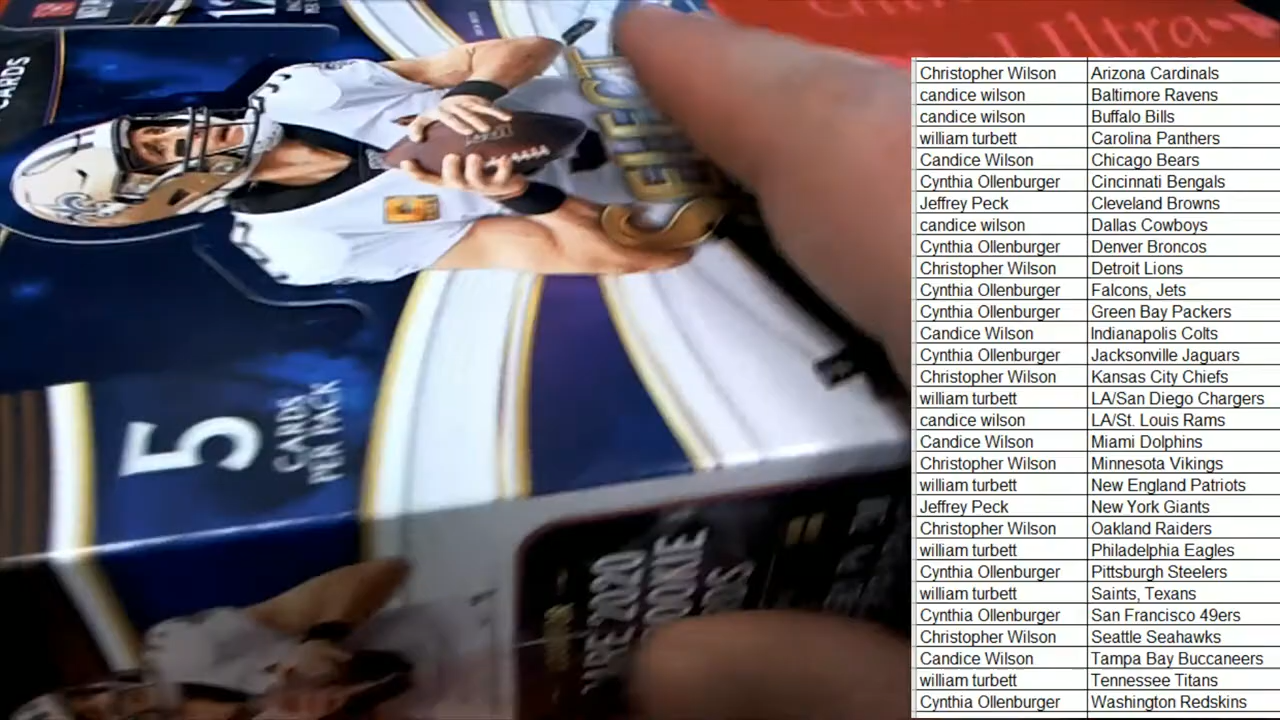 CARDS
5
CARDS
PER PACK
2020
Ultra
Christopher Wilson Arizona Cardinals
candice wilson Baltimore Ravens
candice wilson Buffalo Bills
william turbett Carolina Panthers
Candice Wilson Chicago Bears
Cynthia Ollenburger Cincinnati Bengals
Jeffrey Peck Cleveland Browns
candice wilson Dallas Cowboys
Cynthia Ollenburger Denver Broncos
Christopher Wilson Detroit Lions
Cynthia Ollenburger Falcons, Jets
Cynthia Ollenburger Green Bay Packers
Candice Wilson Indianapolis Colts
Cynthia Ollenburger Jacksonville Jaguars
Christopher Wilson Kansas City Chiefs
william turbett LA/San Diego Chargers
candice wilson LA/St. Louis Rams
Candice Wilson Miami Dolphins
Christopher Wilson Minnesota Vikings
william turbett New England Patriots
Jeffrey Peck New York Giants
Christopher Wilson Oakland Raiders
william turbett Philadelphia Eagles
Cynthia Ollenburger Pittsburgh Steelers
william turbett Saints, Texans
Cynthia Ollenburger San Francisco 49ers
Christopher Wilson Seattle Seahawks
Candice Wilson Tampa Bay Buccaneers
william turbett Tennessee Titans
Cynthia Ollenburger Washington Redskins